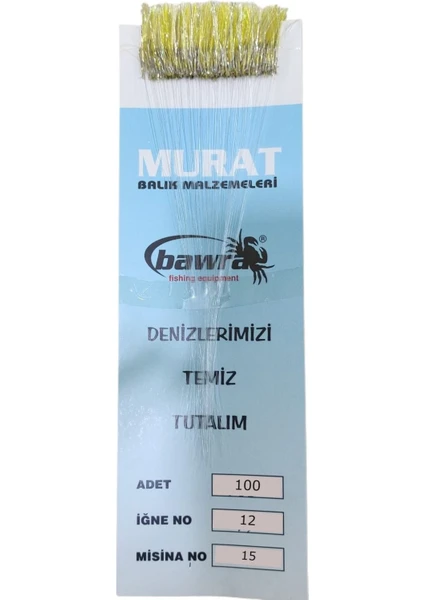 MURAT
BALIK MALZEMELERİ
bawra®
fishing equipment
DENİZLERİMİZİ
TEMİZ
TUTALIM
ADET 100
İĞNE NO 12
MİSİNA NO 15